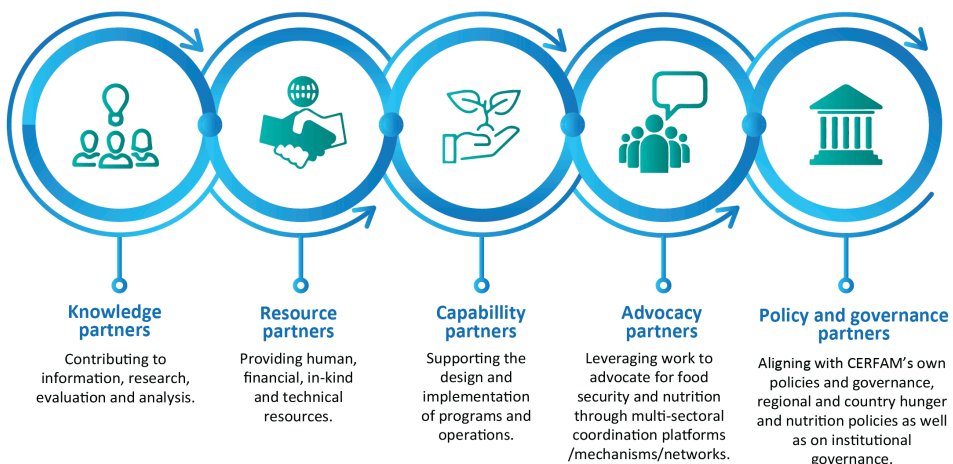 Knowledge
partners
Contributing to
information, research,
evaluation and analysis.
Resource
partners
Providing human,
financial, in-kind
and technical
resources.
Capabillity
partners
Supporting the
design and
implementation
of programs and
operations.
Advocacy
partners
Leveraging work to
advocate for food
security and nutrition
through multi-sectoral
coordination platforms
/mechanisms/networks.
Policy and governance
partners
Aligning with CERFAM’s own
policies and governance,
regional and country hunger
and nutrition policies as well
as on institutional
governance.